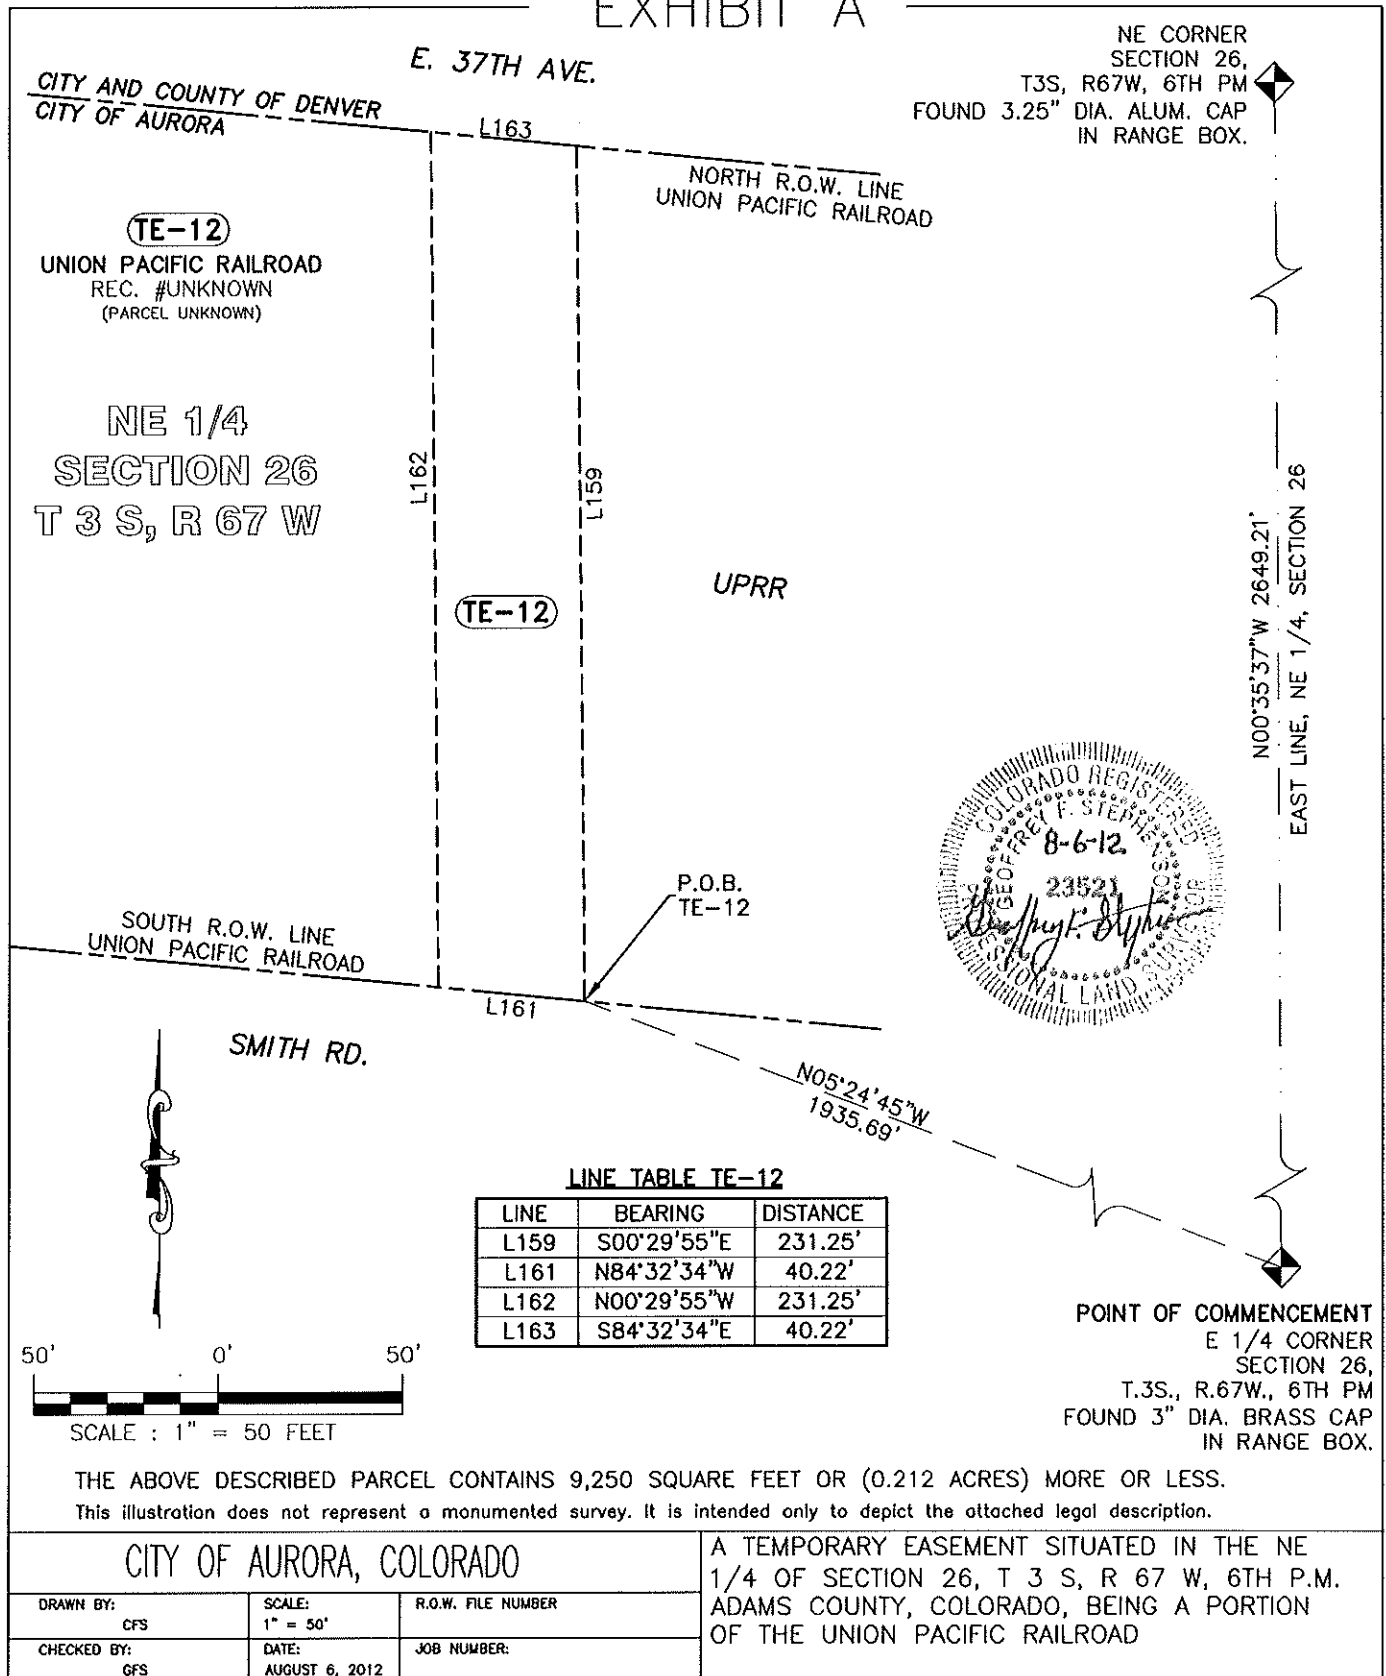 EXHIBIT A
E. 37TH AVE.
NE CORNER
SECTION 26,
T3S, R67W, 6TH PM
FOUND 3.25" DIA. ALUM. CAP
IN RANGE BOX.
CITY AND COUNTY OF DENVER
CITY OF AURORA
L163
NORTH R.O.W. LINE
UNION PACIFIC RAILROAD
TE-12
UNION PACIFIC RAILROAD
REC. #UNKNOWN
(PARCEL UNKNOWN)
NE 1/4
SECTION 26
T 3 S, R 67 W
L162
L159
TE-12
UPRR
N00°35'37"W 2649.21'
EAST LINE, NE 1/4, SECTION 26
COLORADO REGISTERED
GEOFFREY F. STEPHENSON
8-6-12
23521
PROFESSIONAL LAND SURVEYOR
P.O.B.
TE-12
SOUTH R.O.W. LINE
UNION PACIFIC RAILROAD
L161
SMITH RD.
N05°24'45"W
1935.69'
LINE TABLE TE-12
LINE BEARING DISTANCE
L159 S00°29'55"E 231.25'
L161 N84°32'34"W 40.22'
L162 N00°29'55"W 231.25'
L163 S84°32'34"E 40.22'
POINT OF COMMENCEMENT
E 1/4 CORNER
SECTION 26,
T.3S., R.67W., 6TH PM
FOUND 3" DIA. BRASS CAP
IN RANGE BOX.
50' 0' 50'
SCALE : 1" = 50 FEET
THE ABOVE DESCRIBED PARCEL CONTAINS 9,250 SQUARE FEET OR (0.212 ACRES) MORE OR LESS.
This illustration does not represent a monumented survey. It is intended only to depict the attached legal description.
CITY OF AURORA, COLORADO
DRAWN BY:
CFS
SCALE:
1" = 50'
R.O.W. FILE NUMBER
CHECKED BY:
GFS
DATE:
AUGUST 6, 2012
JOB NUMBER:
A TEMPORARY EASEMENT SITUATED IN THE NE
1/4 OF SECTION 26, T 3 S, R 67 W, 6TH P.M.
ADAMS COUNTY, COLORADO, BEING A PORTION
OF THE UNION PACIFIC RAILROAD